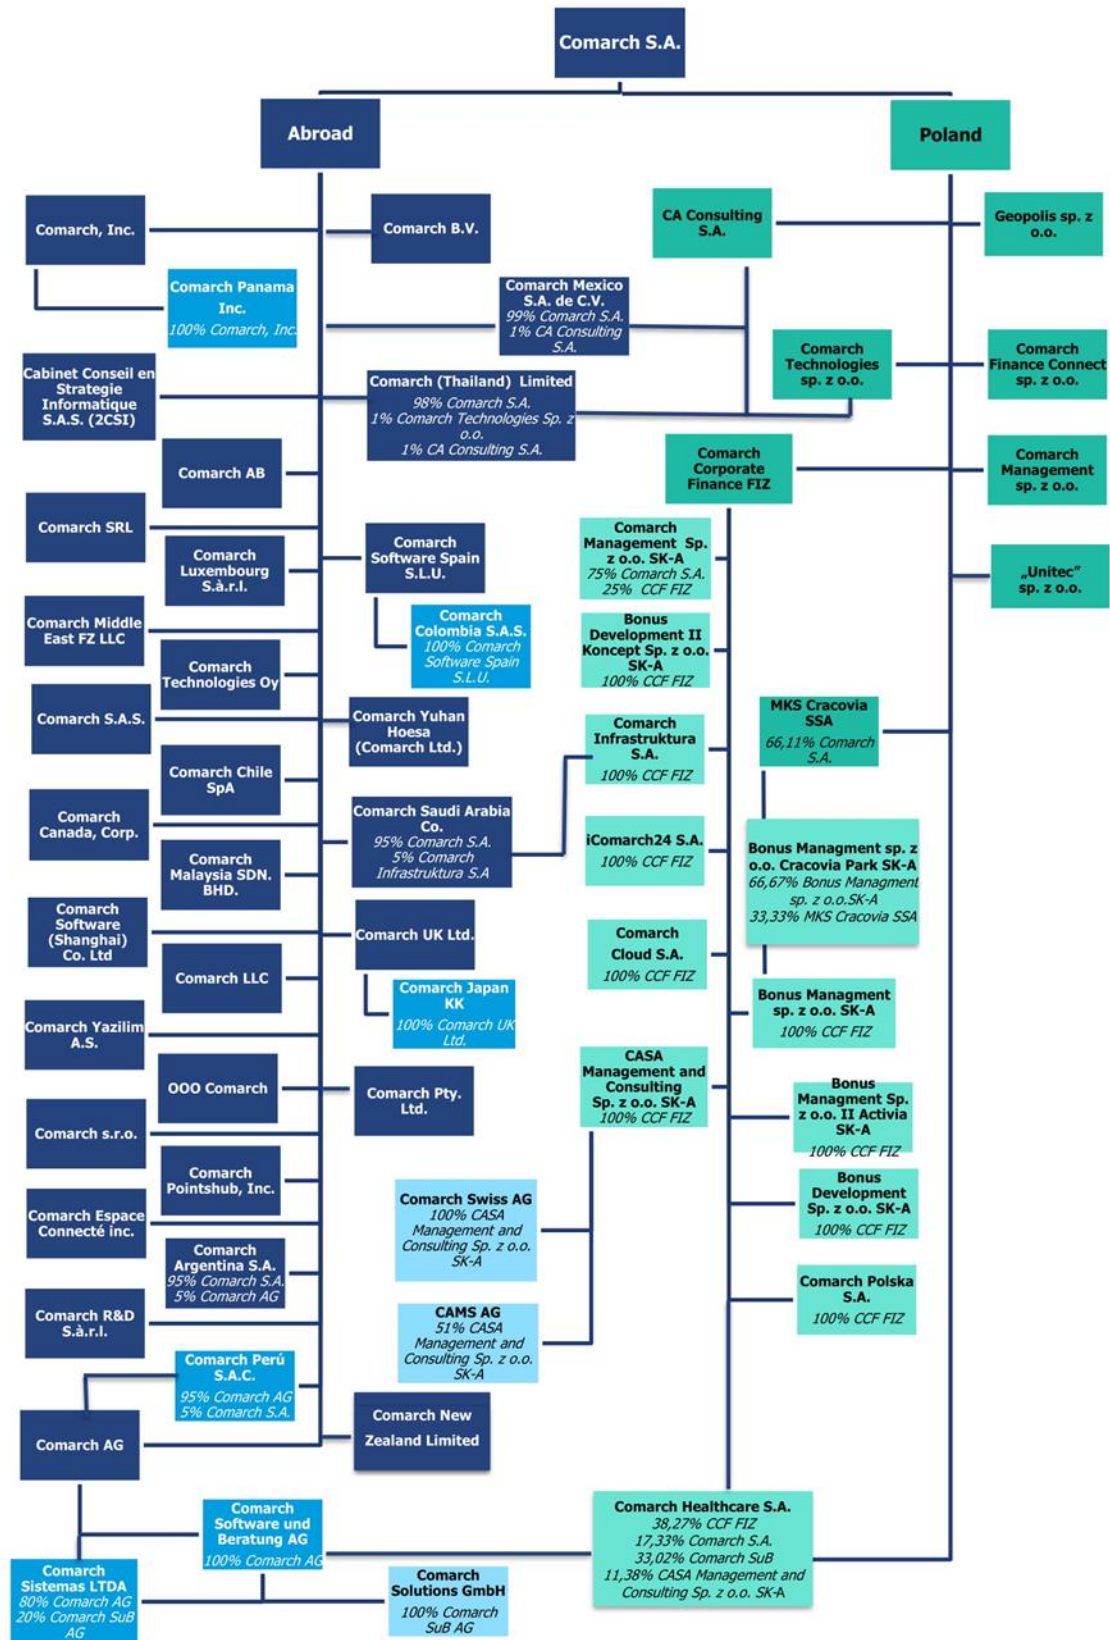 Comarch S.A.
Abroad
Poland
Comarch, Inc.
Comarch B.V.
CA Consulting
S.A.
Geopolis sp. z
o.o.
Comarch Panama
Inc.
100% Comarch, Inc.
Comarch Mexico
S.A. de C.V.
99% Comarch S.A.
1% CA Consulting
S.A.
Comarch
Technologies
sp. z o.o.
Comarch
Finance Connect
sp. z o.o.
Cabinet Conseil en
Strategie
Informatique
S.A.S. (2CSI)
Comarch (Thailand) Limited
98% Comarch S.A.
1% Comarch Technologies Sp. z
o.o.
1% CA Consulting S.A.
Comarch AB
Comarch
Corporate
Finance FIZ
Comarch
Management
sp. z o.o.
Comarch SRL
Comarch
Luxembourg
S.à.r.l.
Comarch
Software Spain
S.L.U.
Comarch
Management Sp.
z o.o. SK-A
75% Comarch S.A.
25% CCF FIZ
„Unitec”
sp. z o.o.
Comarch Middle
East FZ LLC
Comarch
Colombia S.A.S.
100% Comarch
Software Spain
S.L.U.
Bonus
Development II
Koncept Sp. z o.o.
SK-A
100% CCF FIZ
Comarch
Technologies Oy
Comarch S.A.S.
Comarch Yuhan
Hoesa
(Comarch Ltd.)
Comarch
Infrastruktura
S.A.
100% CCF FIZ
MKS Cracovia
SSA
66,11% Comarch
S.A.
Comarch Chile
SpA
Comarch
Canada, Corp.
Comarch Saudi Arabia
Co.
95% Comarch S.A.
5% Comarch
Infrastruktura S.A
iComarch24 S.A.
100% CCF FIZ
Bonus Managment sp. z
o.o. Cracovia Park SK-A
66,67% Bonus Managment
sp. z o.o.SK-A
33,33% MKS Cracovia SSA
Comarch
Malaysia SDN.
BHD.
Comarch
Software
(Shanghai)
Co. Ltd
Comarch UK Ltd.
Comarch
Cloud S.A.
100% CCF FIZ
Comarch LLC
Comarch Japan
KK
100% Comarch UK
Ltd.
Bonus Managment
sp. z o.o. SK-A
100% CCF FIZ
Comarch Yazilim
A.S.
OOO Comarch
Comarch Pty.
Ltd.
CASA
Management and
Consulting
Sp. z o.o. SK-A
100% CCF FIZ
Bonus
Managment Sp.
z o.o. II Activia
SK-A
100% CCF FIZ
Comarch s.r.o.
Comarch
Pointshub, Inc.
Comarch Swiss AG
100% CASA
Management and
Consulting Sp. z o.o.
SK-A
Bonus
Development
Sp. z o.o. SK-A
100% CCF FIZ
Comarch Espace
Connecté inc.
Comarch
Argentina S.A.
95% Comarch S.A.
5% Comarch AG
Comarch Polska
S.A.
100% CCF FIZ
Comarch R&D
S.à.r.l.
CAMS AG
51% CASA
Management and
Consulting Sp. z o.o.
SK-A
Comarch Perú
S.A.C.
95% Comarch AG
5% Comarch S.A.
Comarch AG
Comarch New
Zealand Limited
Comarch
Software und
Beratung AG
100% Comarch AG
Comarch Healthcare S.A.
38,27% CCF FIZ
17,33% Comarch S.A.
33,02% Comarch SuB
11,38% CASA Management and
Consulting Sp. z o.o. SK-A
Comarch
Sistemas LTDA
80% Comarch AG
20% Comarch SuB
AG
Comarch
Solutions GmbH
100% Comarch
SuB AG